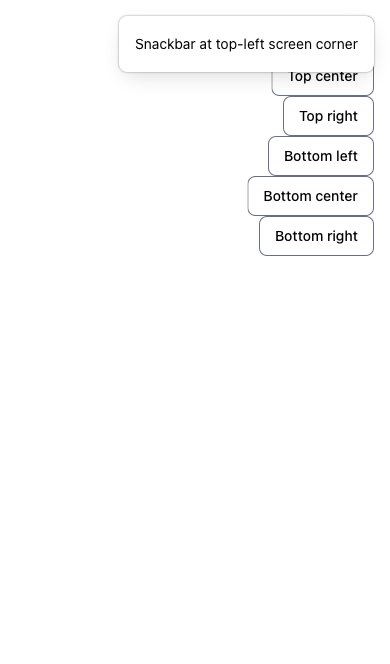 Snackbar at top-left screen corner
Top center
Top right
Bottom left
Bottom center
Bottom right